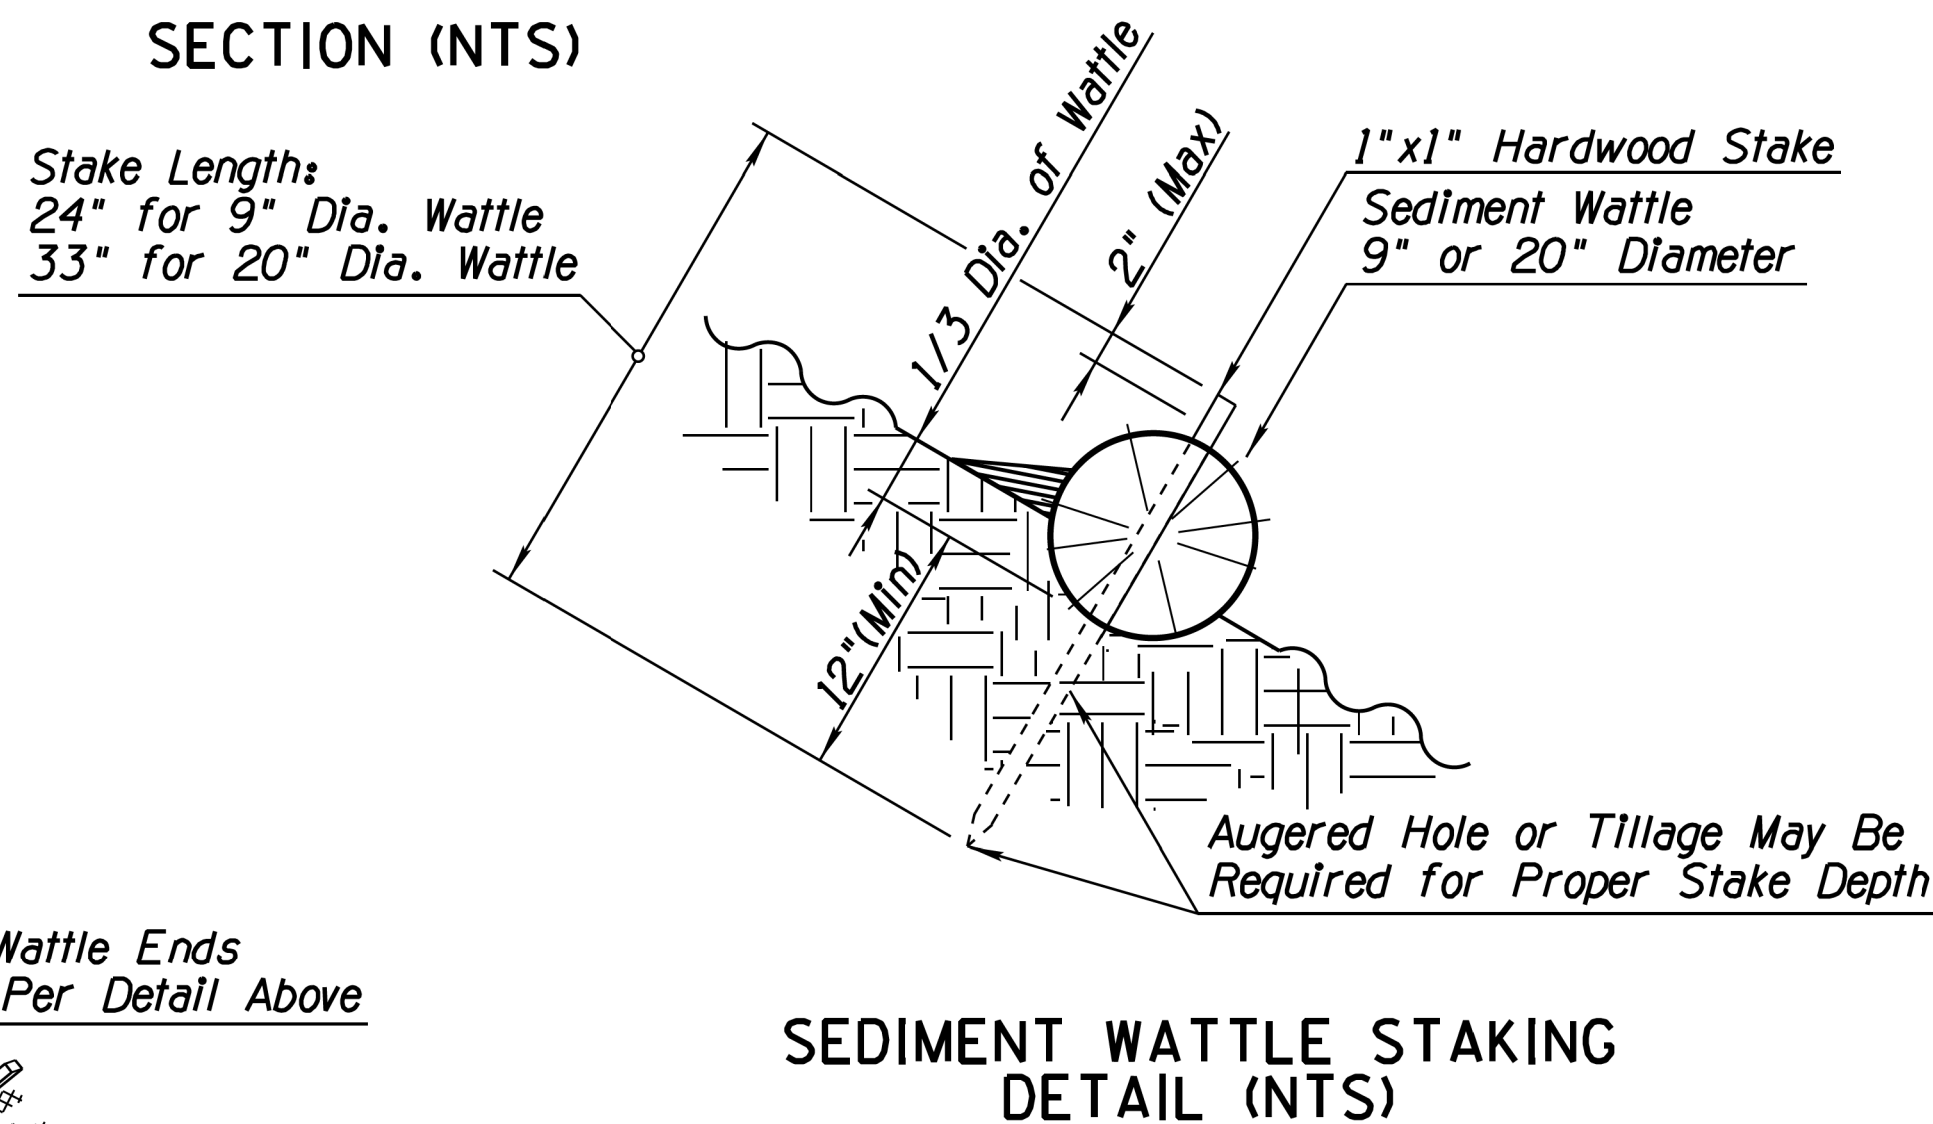 SECTION (NTS)
Stake Length:
24" for 9" Dia. Wattle
33" for 20" Dia. Wattle
1/3 Dia. of Wattle
2" (Max)
1"x1" Hardwood Stake
Sediment Wattle
9" or 20" Diameter
12"(Min)
Augered Hole or Tillage May Be
Required for Proper Stake Depth
Wattle Ends
Per Detail Above
SEDIMENT WATTLE STAKING
DETAIL (NTS)